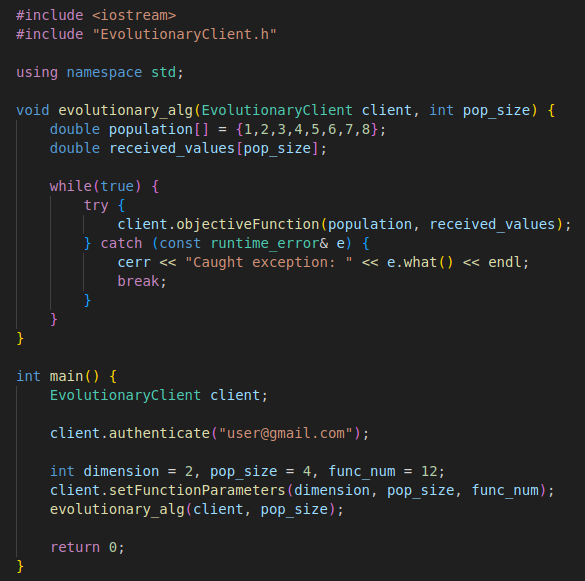 #include <iostream>
#include "EvolutionaryClient.h"

using namespace std;

void evolutionary_alg(EvolutionaryClient client, int pop_size) {
    double population[] = {1,2,3,4,5,6,7,8};
    double received_values[pop_size];

    while(true) {
        try {
            client.objectiveFunction(population, received_values);
        } catch (const runtime_error& e) {
            cerr << "Caught exception: " << e.what() << endl;
            break;
        }
    }
}

int main() {
    EvolutionaryClient client;

    client.authenticate("user@gmail.com");

    int dimension = 2, pop_size = 4, func_num = 12;
    client.setFunctionParameters(dimension, pop_size, func_num);
    evolutionary_alg(client, pop_size);

    return 0;
}